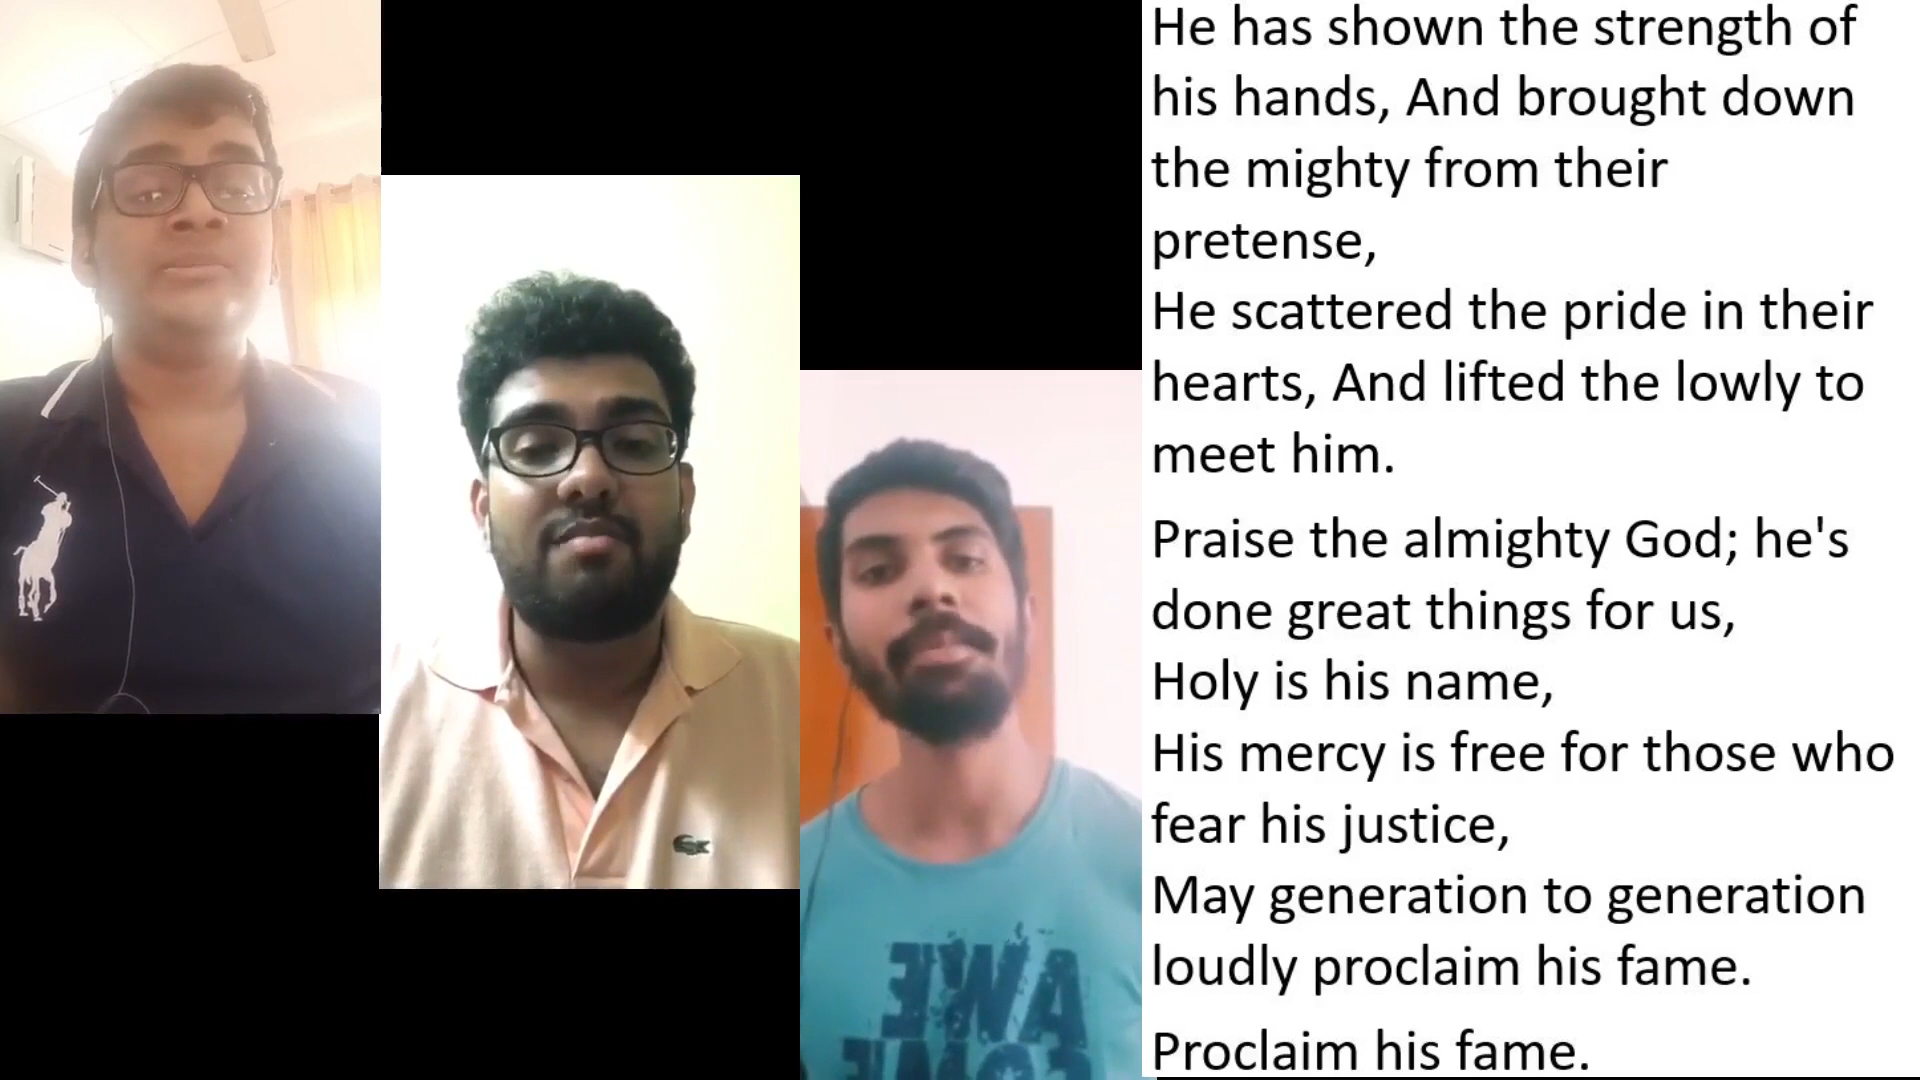 He has shown the strength of
his hands, And brought down
the mighty from their
pretense,
He scattered the pride in their
hearts, And lifted the lowly to
meet him.
Praise the almighty God; he's
done great things for us,
Holy is his name,
His mercy is free for those who
fear his justice,
May generation to generation
loudly proclaim his fame.
Proclaim his fame.
AWE